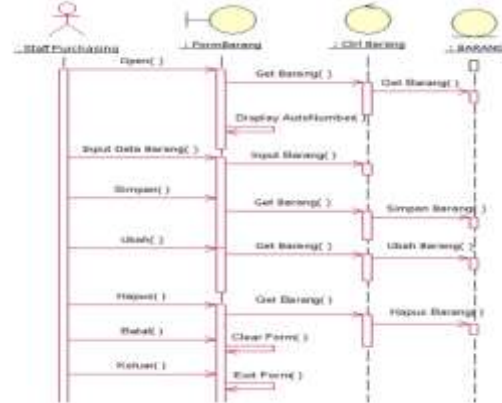 : Staff Purchasing
: FormBarang
: Ctrl Barang
: BARANG
Open( )
Get Barang( )
Get Barang( )
Display AutoNumber( )
Input Data Barang( )
Input Barang( )
Simpan( )
Get Barang( )
Simpan Barang( )
Ubah( )
Get Barang( )
Ubah Barang( )
Hapus( )
Get Barang( )
Hapus Barang( )
Batal( )
Clear Form( )
Keluar( )
Exit Form( )